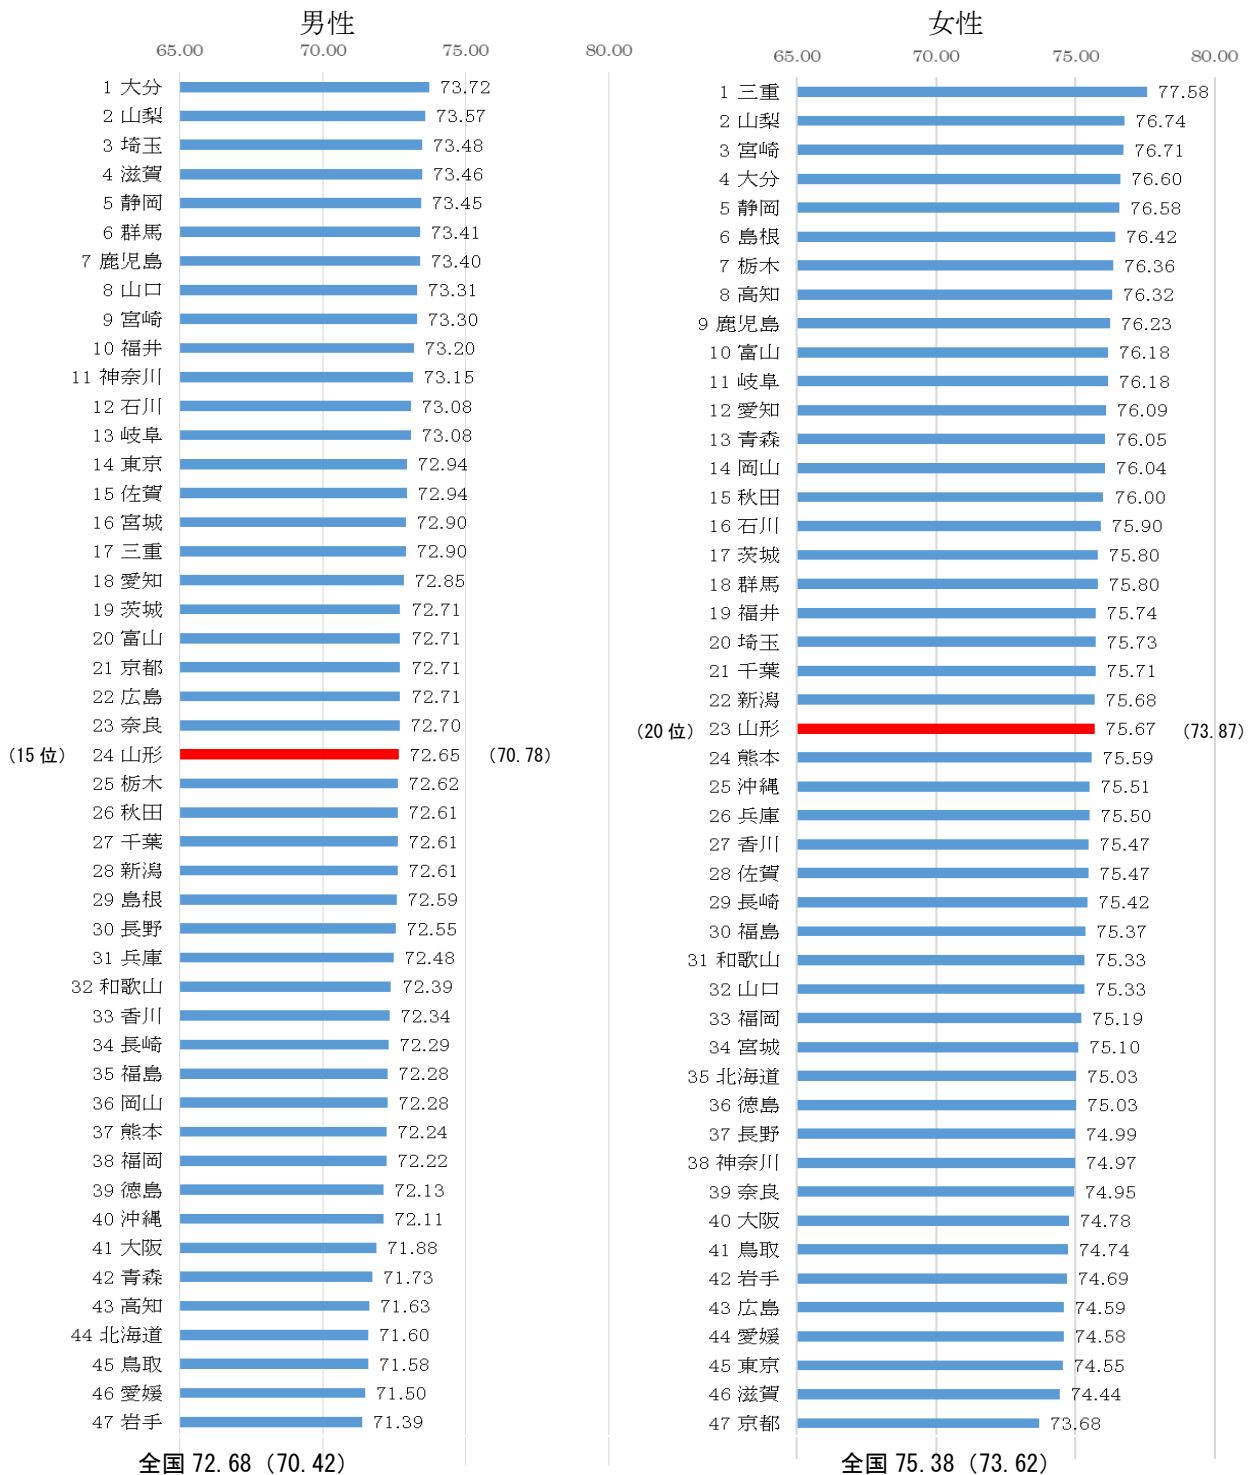 男性
65.00 70.00 75.00 80.00
1 大分 73.72
2 山梨 73.57
3 埼玉 73.48
4 滋賀 73.46
5 静岡 73.45
6 群馬 73.41
7 鹿児島 73.40
8 山口 73.31
9 宮崎 73.30
10 福井 73.20
11 神奈川 73.15
12 石川 73.08
13 岐阜 73.08
14 東京 72.94
15 佐賀 72.94
16 宮城 72.90
17 三重 72.90
18 愛知 72.85
19 茨城 72.71
20 富山 72.71
21 京都 72.71
22 広島 72.71
23 奈良 72.70
(15 位) 24 山形 72.65 (70.78)
25 栃木 72.62
26 秋田 72.61
27 千葉 72.61
28 新潟 72.61
29 島根 72.59
30 長野 72.55
31 兵庫 72.48
32 和歌山 72.39
33 香川 72.34
34 長崎 72.29
35 福島 72.28
36 岡山 72.28
37 熊本 72.24
38 福岡 72.22
39 徳島 72.13
40 沖縄 72.11
41 大阪 71.88
42 青森 71.73
43 高知 71.63
44 北海道 71.60
45 鳥取 71.58
46 愛媛 71.50
47 岩手 71.39
全国 72.68 (70.42)
女性
65.00 70.00 75.00 80.00
1 三重 77.58
2 山梨 76.74
3 宮崎 76.71
4 大分 76.60
5 静岡 76.58
6 島根 76.42
7 栃木 76.36
8 高知 76.32
9 鹿児島 76.23
10 富山 76.18
11 岐阜 76.18
12 愛知 76.09
13 青森 76.05
14 岡山 76.04
15 秋田 76.00
16 石川 75.90
17 茨城 75.80
18 群馬 75.80
19 福井 75.74
20 埼玉 75.73
21 千葉 75.71
22 新潟 75.68
(20 位) 23 山形 75.67 (73.87)
24 熊本 75.59
25 沖縄 75.51
26 兵庫 75.50
27 香川 75.47
28 佐賀 75.47
29 長崎 75.42
30 福島 75.37
31 和歌山 75.33
32 山口 75.33
33 福岡 75.19
34 宮城 75.10
35 北海道 75.03
36 徳島 75.03
37 長野 74.99
38 神奈川 74.97
39 奈良 74.95
40 大阪 74.78
41 鳥取 74.74
42 岩手 74.69
43 広島 74.59
44 愛媛 74.58
45 東京 74.55
46 滋賀 74.44
47 京都 73.68
全国 75.38 (73.62)